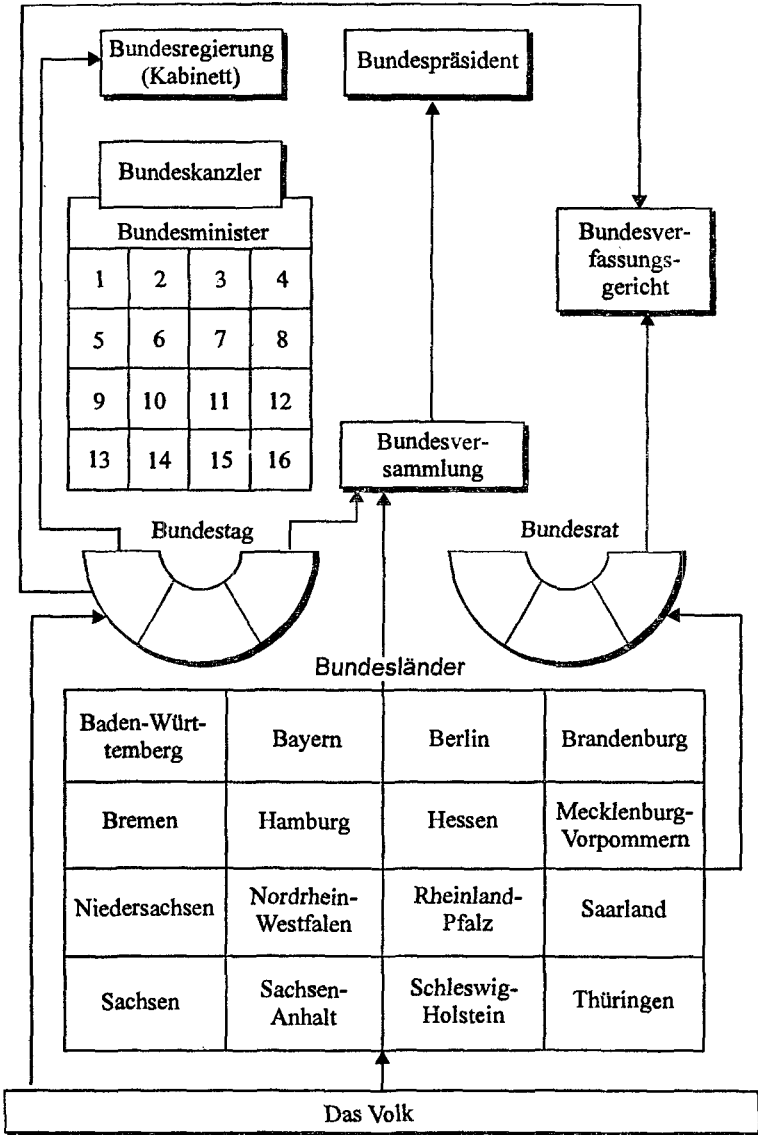 Bundesregierung
(Kabinett)
Bundespräsident
Bundeskanzler
Bundesminister
1 2 3 4
5 6 7 8
9 10 11 12
13 14 15 16
Bundesver-
fassungs-
gericht
Bundesver-
sammlung
Bundestag
Bundesrat
Bundesländer
Baden-Würt-
temberg
Bayern
Berlin
Brandenburg
Bremen
Hamburg
Hessen
Mecklenburg-
Vorpommern
Niedersachsen
Nordrhein-
Westfalen
Rheinland-
Pfalz
Saarland
Sachsen
Sachsen-
Anhalt
Schleswig-
Holstein
Thüringen
Das Volk